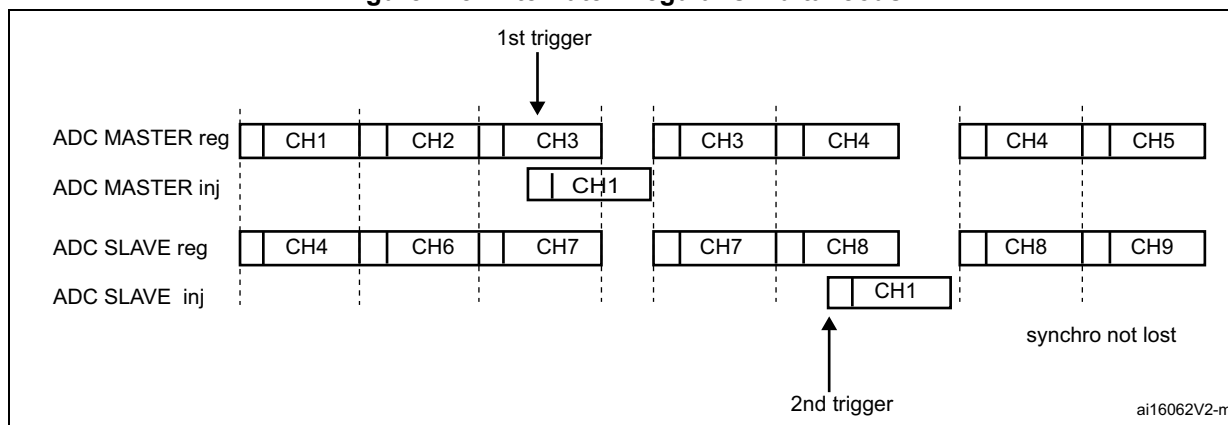 1st trigger
ADC MASTER reg CH1 CH2 CH3 CH3 CH4 CH4 CH5
ADC MASTER inj CH1
ADC SLAVE reg CH4 CH6 CH7 CH7 CH8 CH8 CH9
ADC SLAVE inj CH1
synchro not lost
2nd trigger
ai16062V2-m